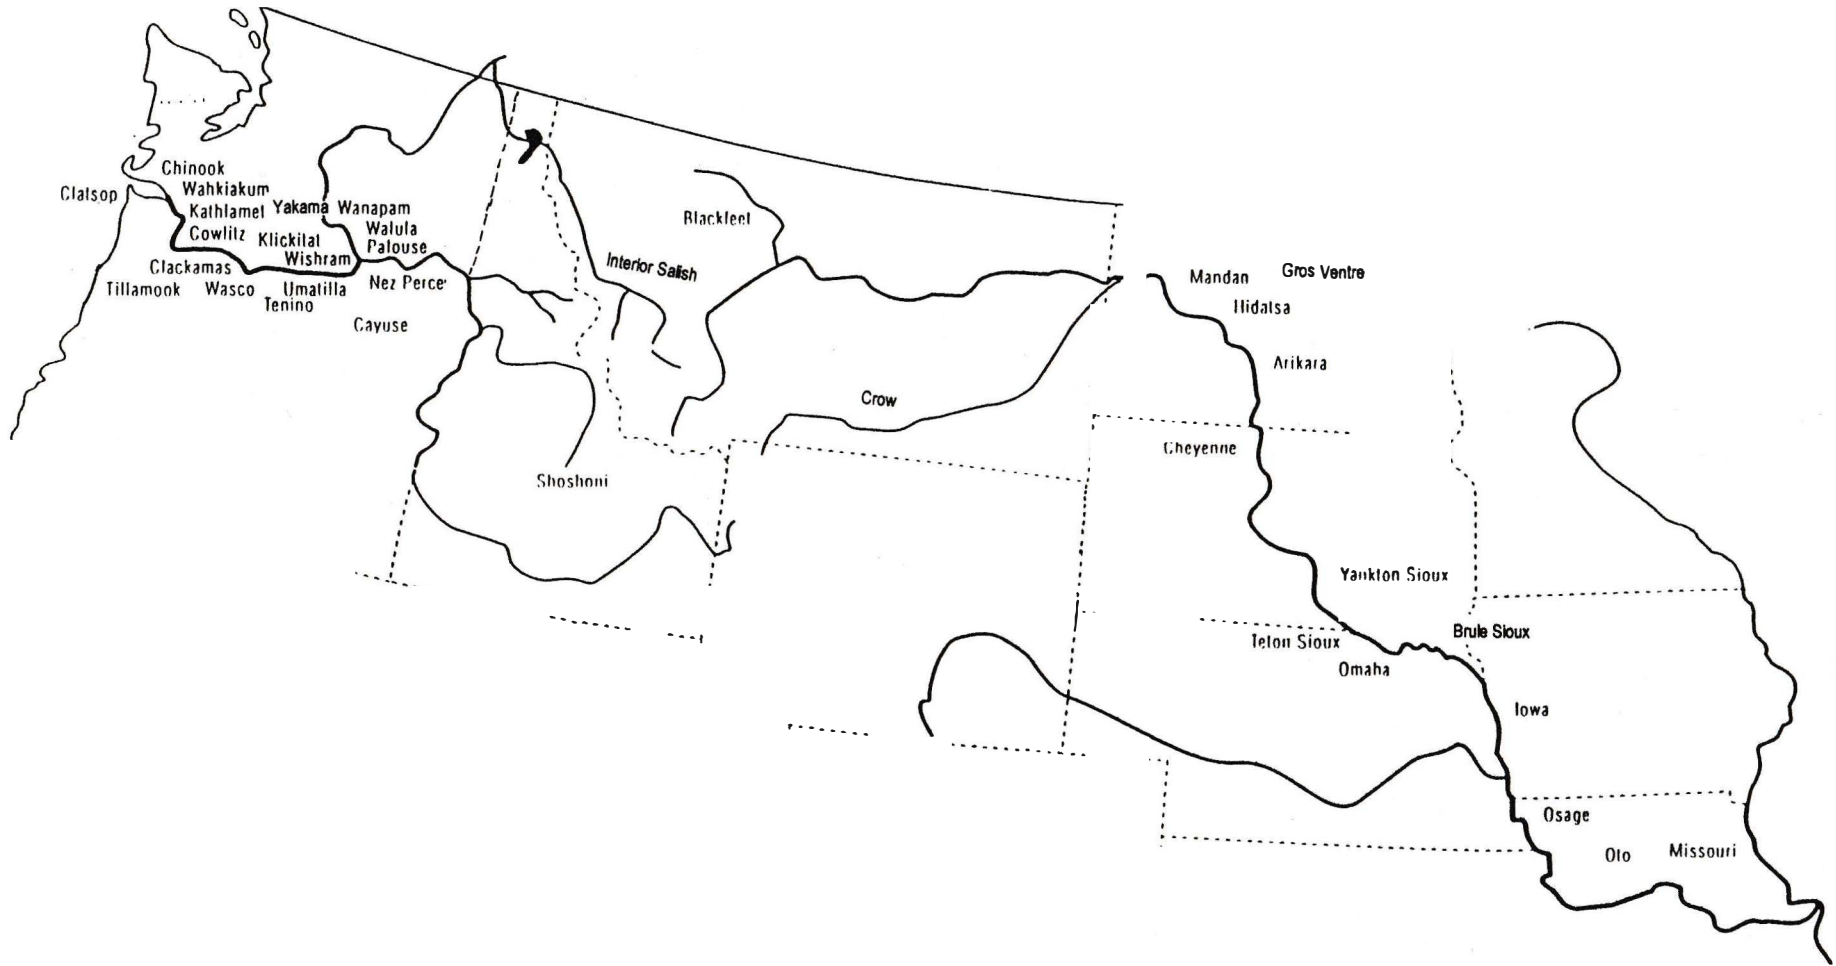 Chinook
Wahkiakum
Clatsop
Kathlamet
Yakama
Wanapam
Cowlitz
Klickitat
Walula
Wishram
Palouse
Clackamas
Nez Perce
Tillamook
Wasco
Umatilla
Tenino
Cayuse
Blackfeet
Interior Salish
Crow
Shoshoni
Mandan
Gros Ventre
Hidatsa
Arikara
Cheyenne
Yankton Sioux
Teton Sioux
Brule Sioux
Omaha
Iowa
Osage
Oto
Missouri